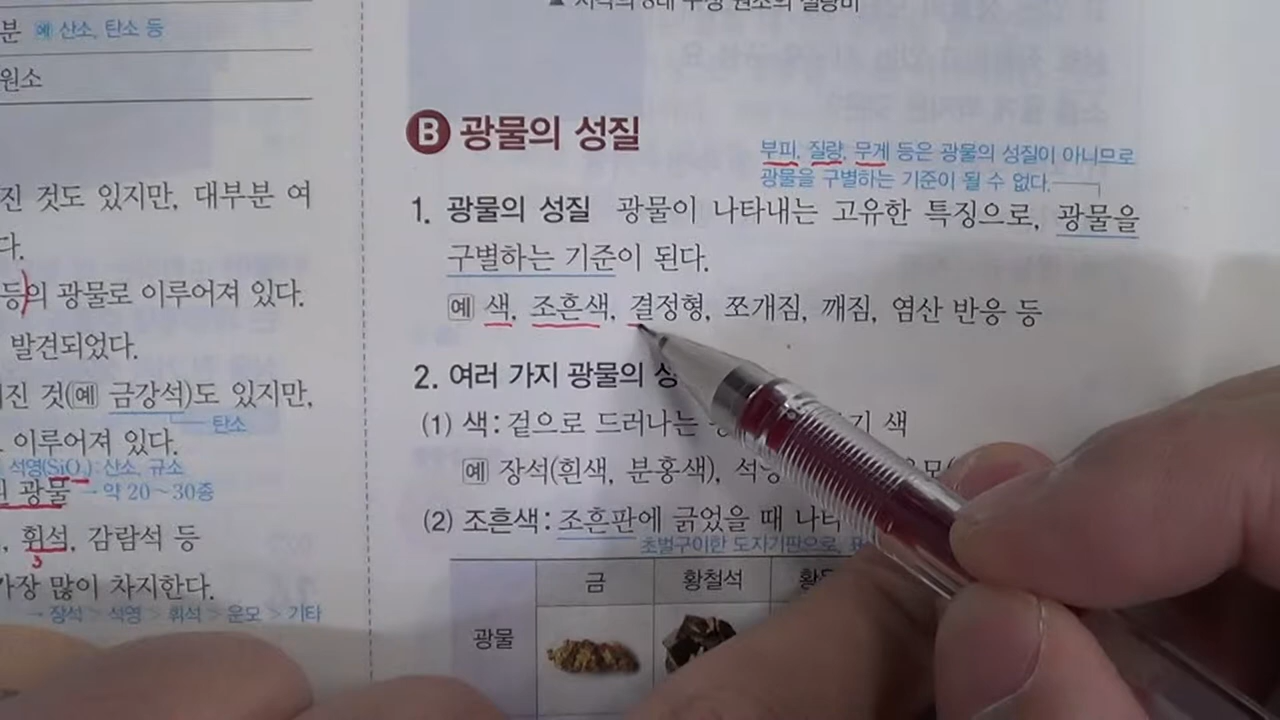 분 예 산소, 탄소 등
원소
진 것도 있지만, 대부분 여
다.
등의 광물로 이루어져 있다.
발견되었다.
진 것(예 금강석)도 있지만,
탄소
이루어져 있다.
석영(SiO₂): 산소, 규소
광물 → 약 20~30종
휘석, 감람석 등
3
가장 많이 차지한다.
→ 장석 > 석영 > 휘석 > 운모 > 기타
B 광물의 성질
부피, 질량, 무게 등은 광물의 성질이 아니므로
광물을 구별하는 기준이 될 수 없다.
1. 광물의 성질 광물이 나타내는 고유한 특징으로, 광물을
구별하는 기준이 된다.
예 색, 조흔색, 결정형, 쪼개짐, 깨짐, 염산 반응 등
2. 여러 가지 광물의
(1) 색: 겉으로 드러나는 색
예 장석(흰색, 분홍색),
(2) 조흔색: 조흔판에 긁었을 때
초벌구이한 도자기판으로,
금 황철석
광물